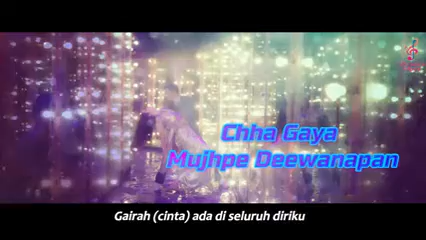 Chha Gaya
Mujhpe Deewanapan
Gairah (cinta) ada di seluruh diriku